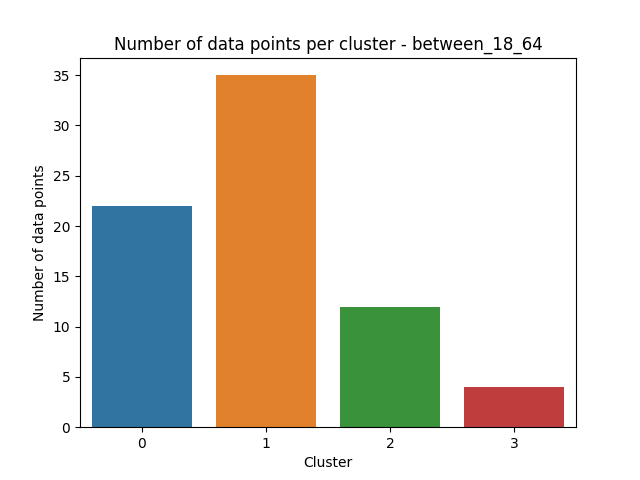 Number of data points per cluster - between_18_64
Number of data points
35
30
25
20
15
10
5
0
0 1 2 3
Cluster